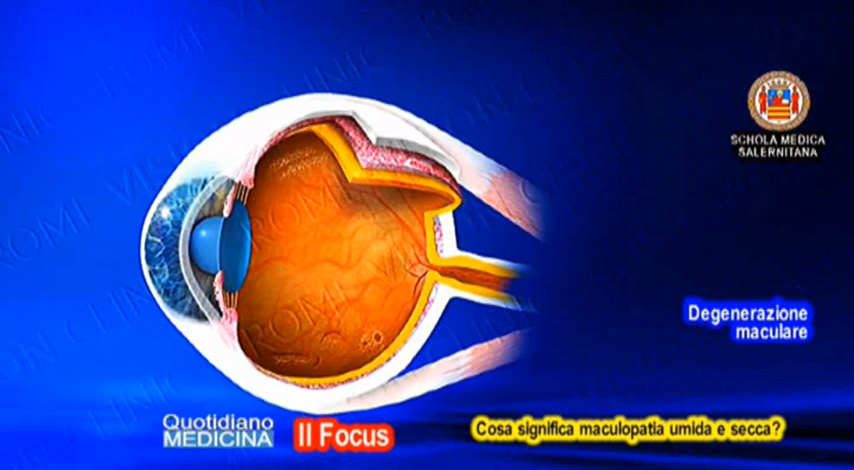 SCHOLA MEDICA
SALERNITANA
Degenerazione
maculare
Quotidiano
MEDICINA
Il Focus
Cosa significa maculopatia umida e secca?